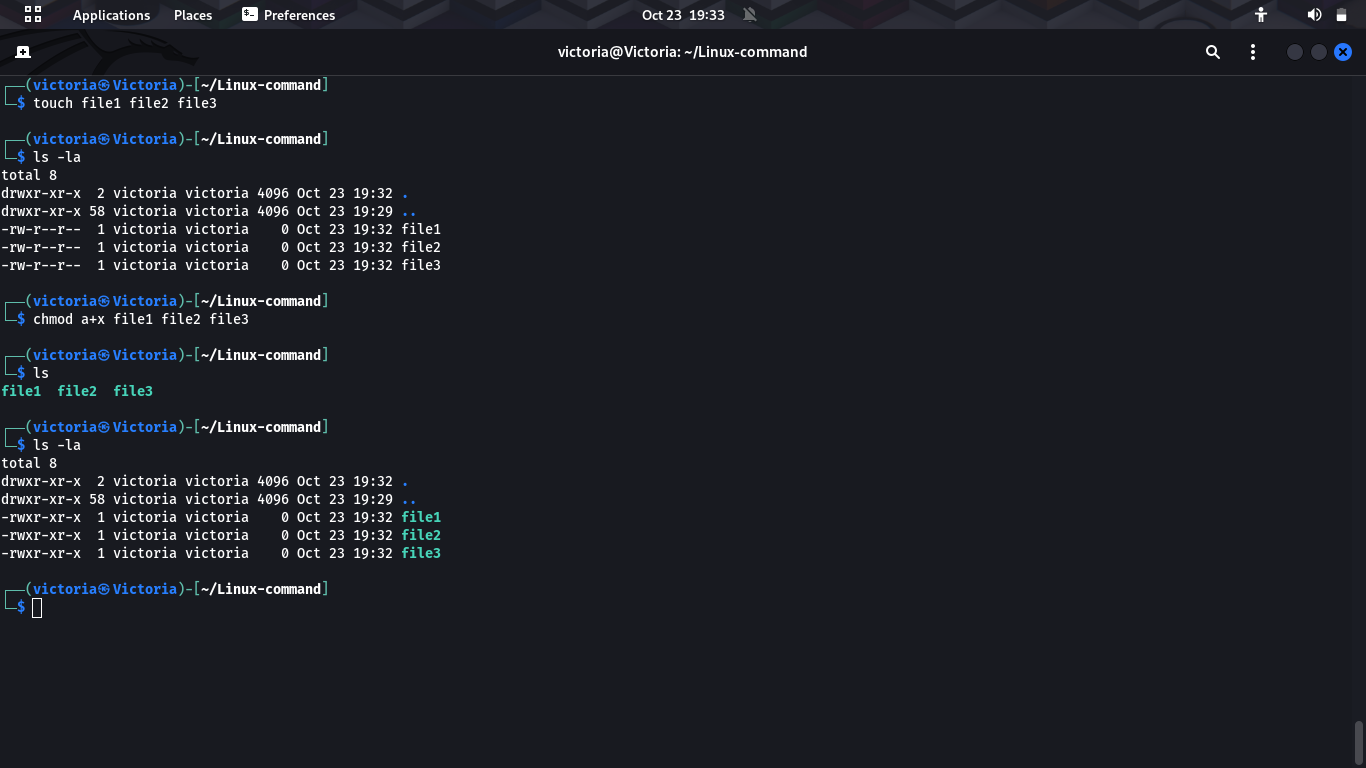 Applications Places Preferences Oct 23 19:33
victoria@Victoria: ~/Linux-command
┌──(victoria㉿Victoria)-[~/Linux-command]
└─$ touch file1 file2 file3
┌──(victoria㉿Victoria)-[~/Linux-command]
└─$ ls -la
total 8
drwxr-xr-x  2 victoria victoria 4096 Oct 23 19:32 .
drwxr-xr-x 58 victoria victoria 4096 Oct 23 19:29 ..
-rw-r--r--  1 victoria victoria    0 Oct 23 19:32 file1
-rw-r--r--  1 victoria victoria    0 Oct 23 19:32 file2
-rw-r--r--  1 victoria victoria    0 Oct 23 19:32 file3
┌──(victoria㉿Victoria)-[~/Linux-command]
└─$ chmod a+x file1 file2 file3
┌──(victoria㉿Victoria)-[~/Linux-command]
└─$ ls
file1  file2  file3
┌──(victoria㉿Victoria)-[~/Linux-command]
└─$ ls -la
total 8
drwxr-xr-x  2 victoria victoria 4096 Oct 23 19:32 .
drwxr-xr-x 58 victoria victoria 4096 Oct 23 19:29 ..
-rwxr-xr-x  1 victoria victoria    0 Oct 23 19:32 file1
-rwxr-xr-x  1 victoria victoria    0 Oct 23 19:32 file2
-rwxr-xr-x  1 victoria victoria    0 Oct 23 19:32 file3
┌──(victoria㉿Victoria)-[~/Linux-command]
└─$